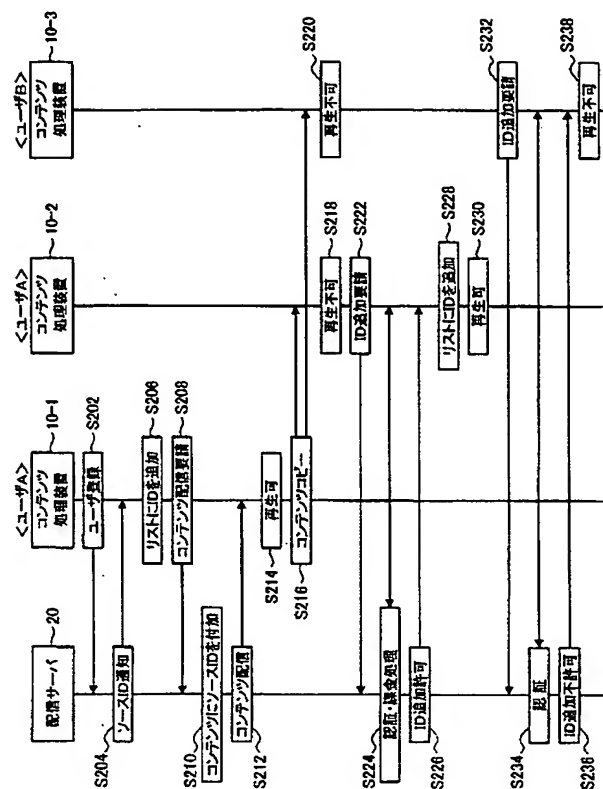 配信サーバ
20
<ユーザA>
コンテンツ
処理装置
10-1
<ユーザA>
コンテンツ
処理装置
10-2
<ユーザB>
コンテンツ
処理装置
10-3
ユーザ登録
S202
ソースID通知
S204
リストにIDを追加
S206
コンテンツ配信要請
S208
コンテンツにソースIDを付加
S210
コンテンツ配信
S212
再生可
S214
コンテンツコピー
S216
再生不可
S218
再生不可
S220
ID追加要請
S222
認証・課金処理
S224
ID追加許可
S226
リストにIDを追加
S228
再生可
S230
ID追加要請
S232
認証
S234
ID追加不許可
S236
再生不可
S238